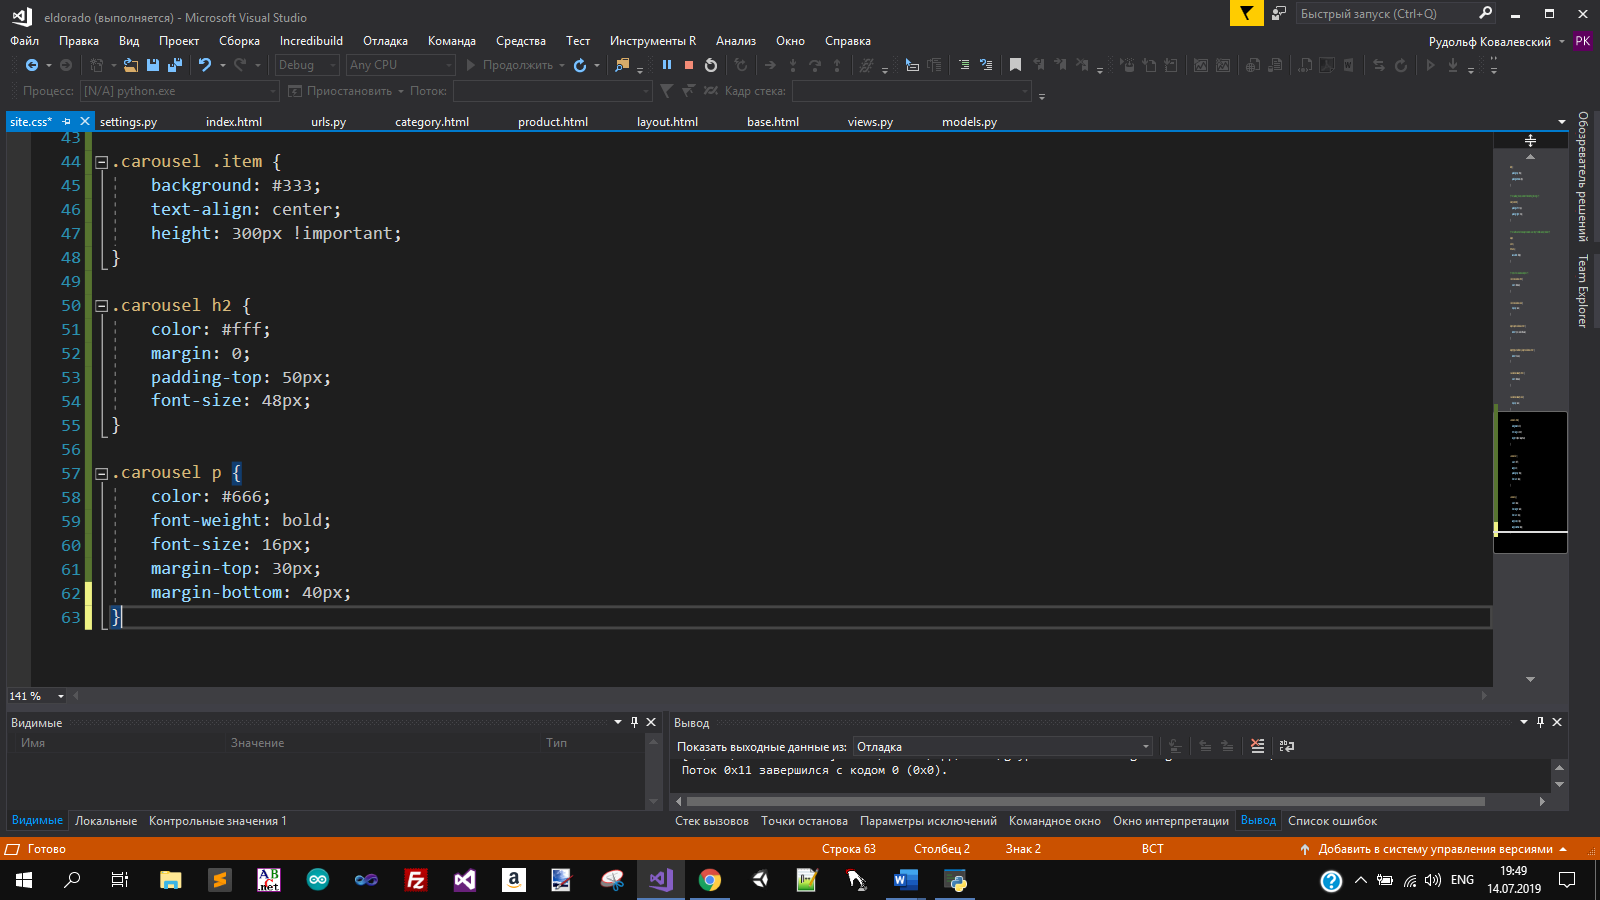 eldorado (выполняется) - Microsoft Visual Studio
Быстрый запуск (Ctrl+Q)
Файл Правка Вид Проект Сборка Incredibuild Отладка Команда Средства Тест Инструменты R Анализ Окно Справка
Рудольф Ковалевский РК
Debug Any CPU Продолжить
Процесс: [N/A] python.exe Приостановить Поток: Кадр стека:
site.css* settings.py index.html urls.py category.html product.html layout.html base.html views.py models.py
43
44 .carousel .item {
45 background: #333;
46 text-align: center;
47 height: 300px !important;
48 }
49
50 .carousel h2 {
51 color: #fff;
52 margin: 0;
53 padding-top: 50px;
54 font-size: 48px;
55 }
56
57 .carousel p {
58 color: #666;
59 font-weight: bold;
60 font-size: 16px;
61 margin-top: 30px;
62 margin-bottom: 40px;
63 }
Обозреватель решений
Team Explorer
141 %
Видимые
Имя Значение Тип
Видимые Локальные Контрольные значения 1
Вывод
Показать выходные данные из: Отладка
Поток 0x11 завершился с кодом 0 (0x0).
Стек вызовов Точки останова Параметры исключений Командное окно Окно интерпретации Вывод Список ошибок
Готово Строка 63 Столбец 2 Знак 2 ВСТ Добавить в систему управления версиями
ABC .net
ENG
19:49
14.07.2019